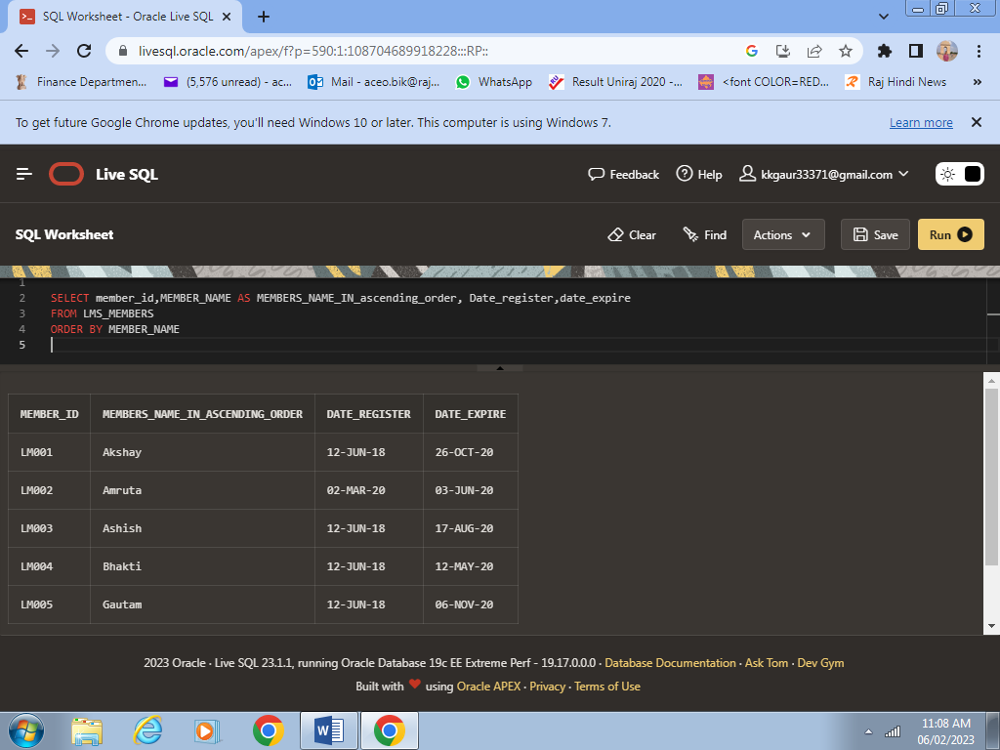 SQL Worksheet - Oracle Live SQL
livesql.oracle.com/apex/f?p=590:1:108704689918228:::RP::
Finance Departmen... (5,576 unread) - ac... Mail - aceo.bik@raj... WhatsApp Result Uniraj 2020 -... <font COLOR=RED... Raj Hindi News »
To get future Google Chrome updates, you'll need Windows 10 or later. This computer is using Windows 7. Learn more
Live SQL Feedback Help kkgaur33371@gmail.com
SQL Worksheet Clear Find Actions Save Run
1
2 SELECT member_id,MEMBER_NAME AS MEMBERS_NAME_IN_ascending_order, Date_register,date_expire
3 FROM LMS_MEMBERS
4 ORDER BY MEMBER_NAME
5
MEMBER_ID MEMBERS_NAME_IN_ASCENDING_ORDER DATE_REGISTER DATE_EXPIRE
LM001 Akshay 12-JUN-18 26-OCT-20
LM002 Amruta 02-MAR-20 03-JUN-20
LM003 Ashish 12-JUN-18 17-AUG-20
LM004 Bhakti 12-JUN-18 12-MAY-20
LM005 Gautam 12-JUN-18 06-NOV-20
2023 Oracle · Live SQL 23.1.1, running Oracle Database 19c EE Extreme Perf - 19.17.0.0.0 · Database Documentation · Ask Tom · Dev Gym
Built with ❤ using Oracle APEX · Privacy · Terms of Use
11:08 AM
06/02/2023